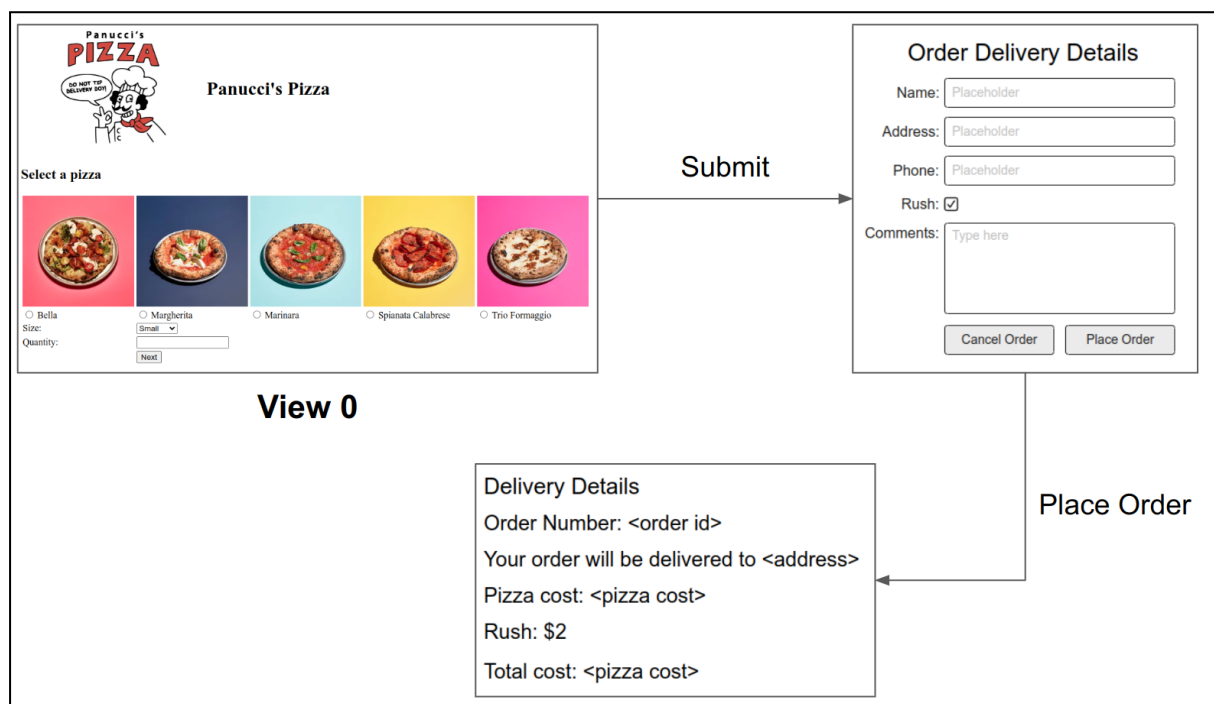 Panucci's
PIZZA
DO NOT TIP
DELIVERY BOY!
Panucci's Pizza
Select a pizza
Bella
Margherita
Marinara
Spianata Calabrese
Trio Formaggio
Size:
Small
Quantity:
Next
View 0
Submit
Order Delivery Details
Name:
Placeholder
Address:
Placeholder
Phone:
Placeholder
Rush:
Comments:
Type here
Cancel Order
Place Order
Place Order
Delivery Details
Order Number: <order id>
Your order will be delivered to <address>
Pizza cost: <pizza cost>
Rush: $2
Total cost: <pizza cost>